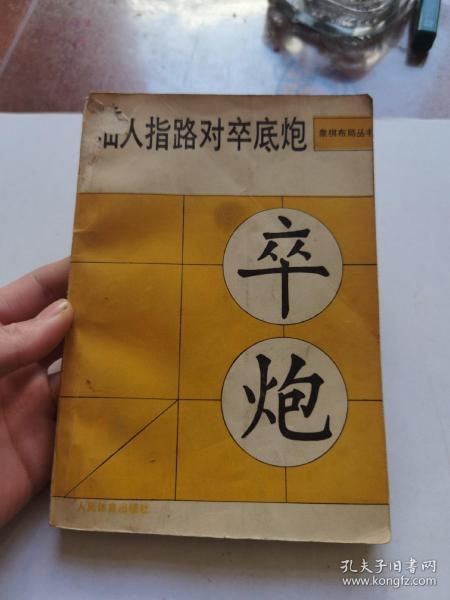 仙人指路对卒底炮
象棋布局丛书
卒
炮
人民体育出版社
孔夫子旧书网
www.kongfz.com